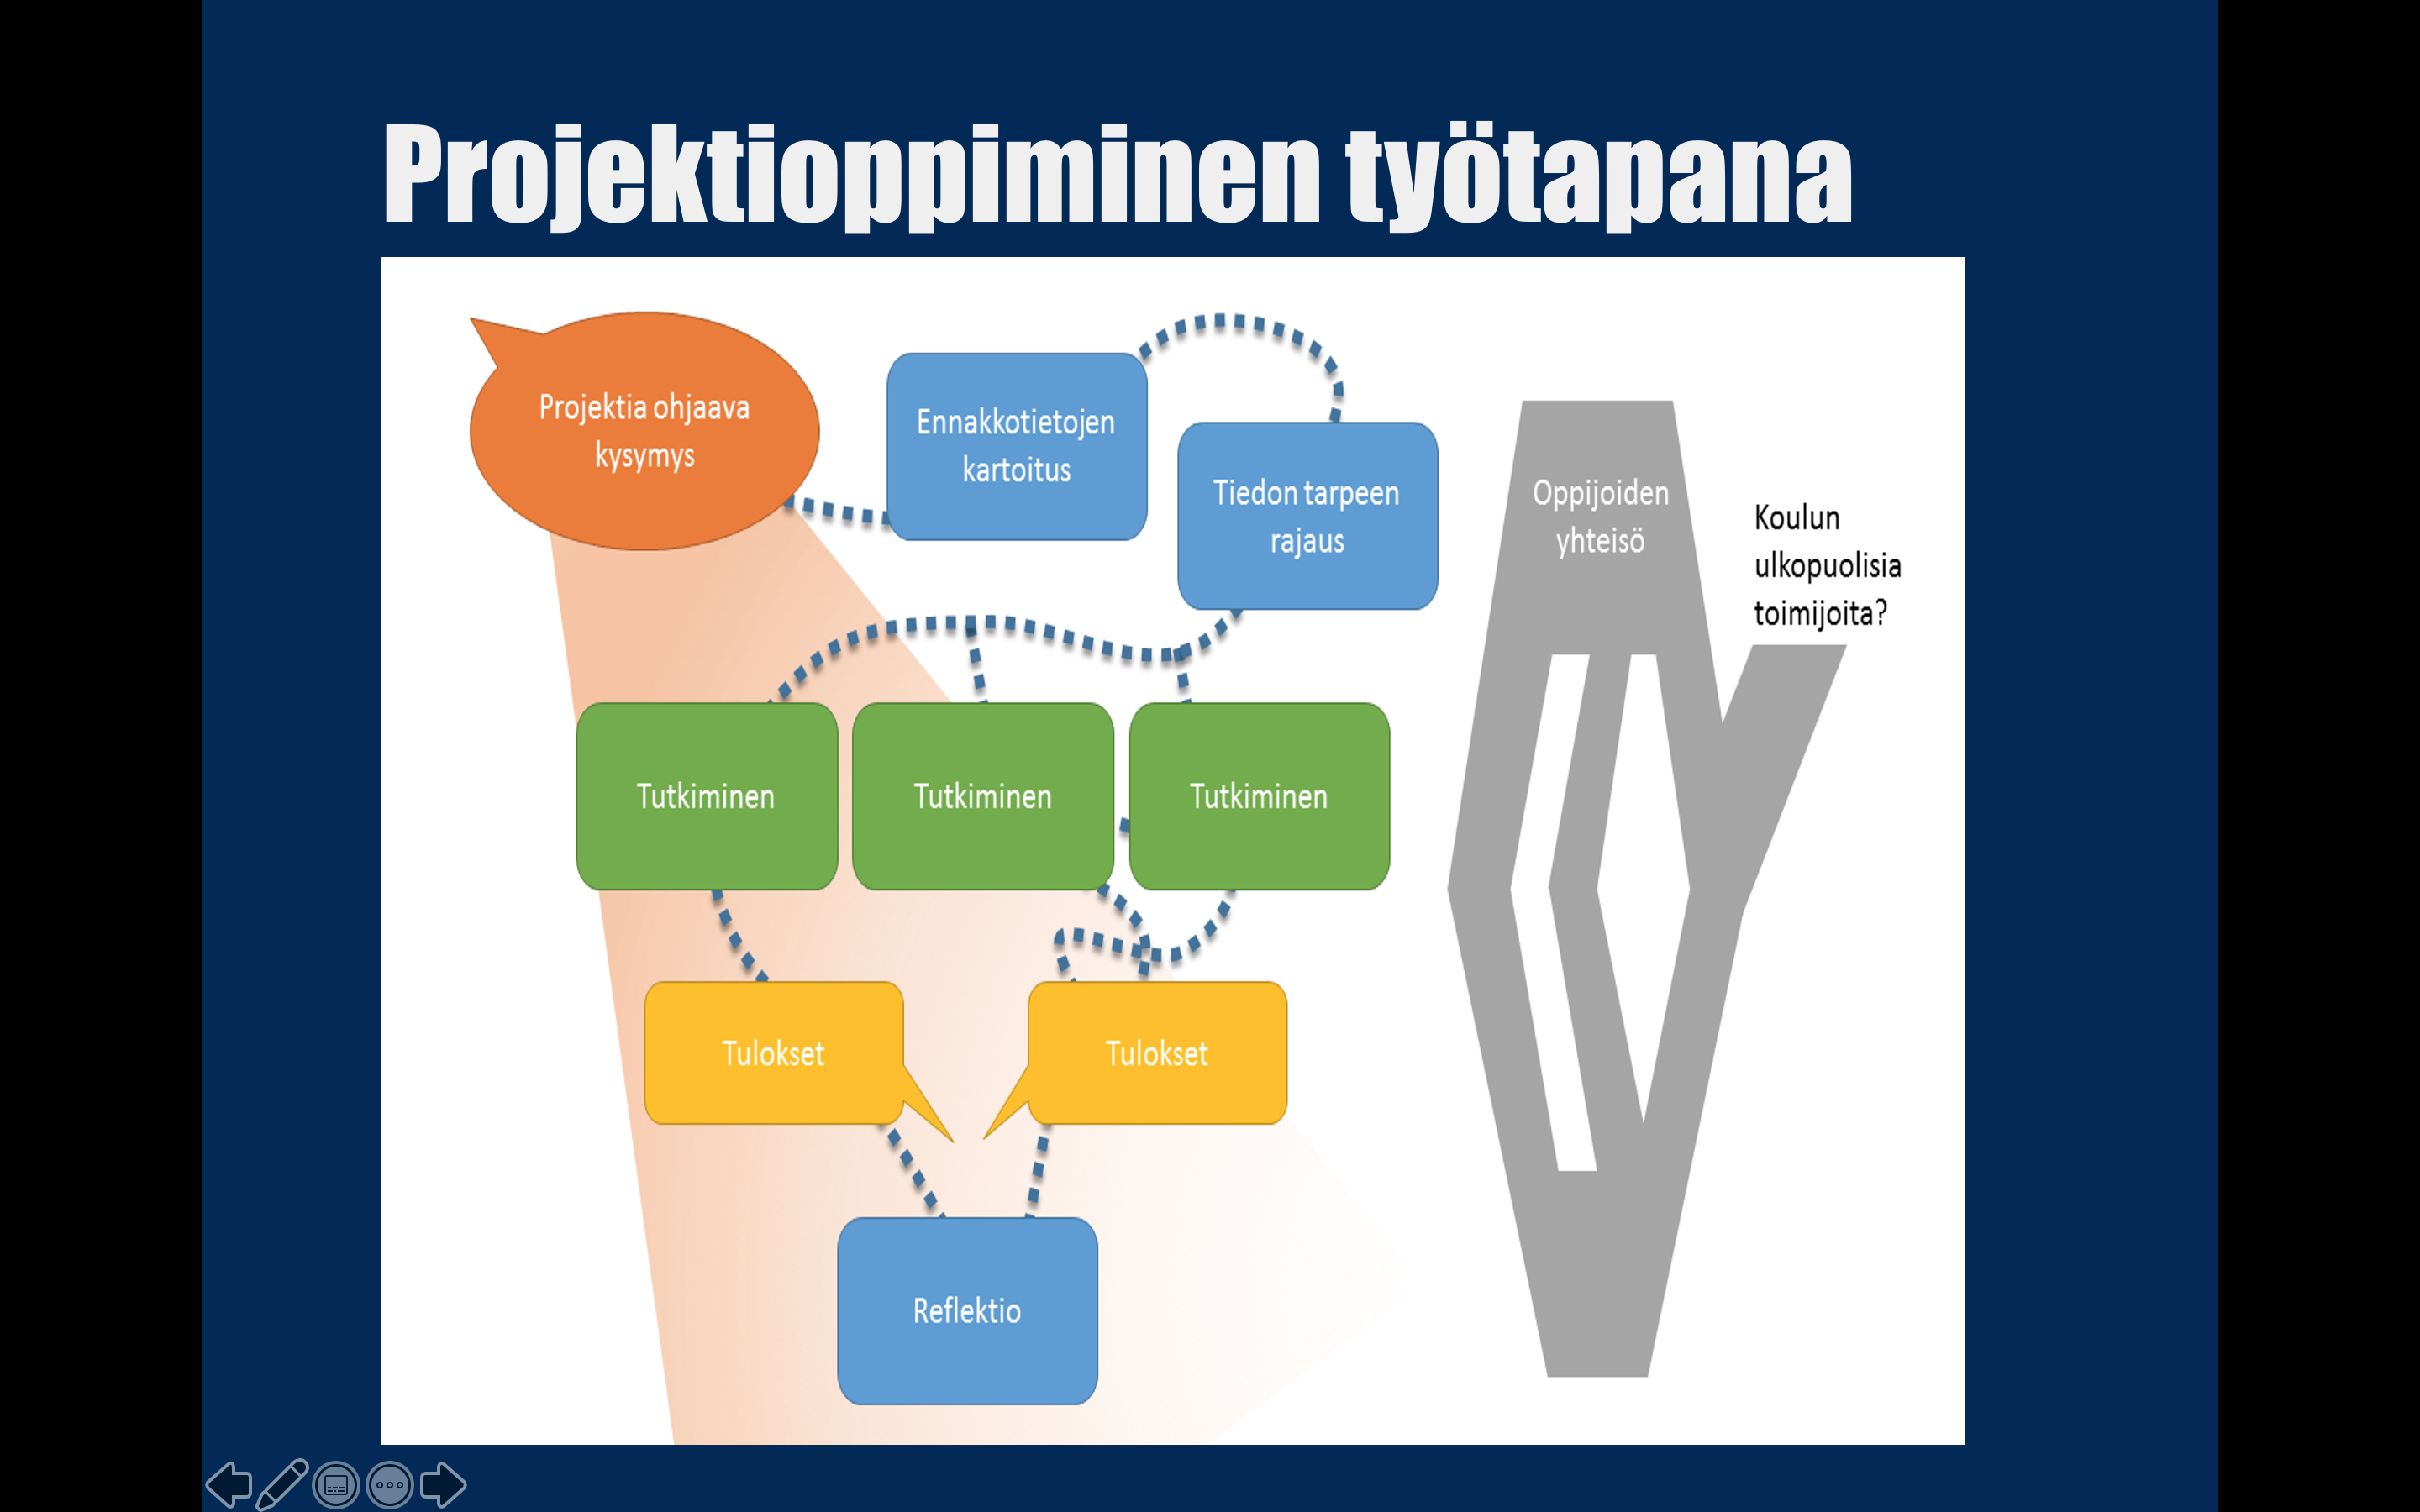 Projektioppiminen työtapana
Projektia ohjaava
kysymys
Ennakkotietojen
kartoitus
Tiedon tarpeen
rajaus
Oppijoiden
yhteisö
Koulun
ulkopuolisia
toimijoita?
Tutkiminen
Tutkiminen
Tutkiminen
Tulokset
Tulokset
Reflektio